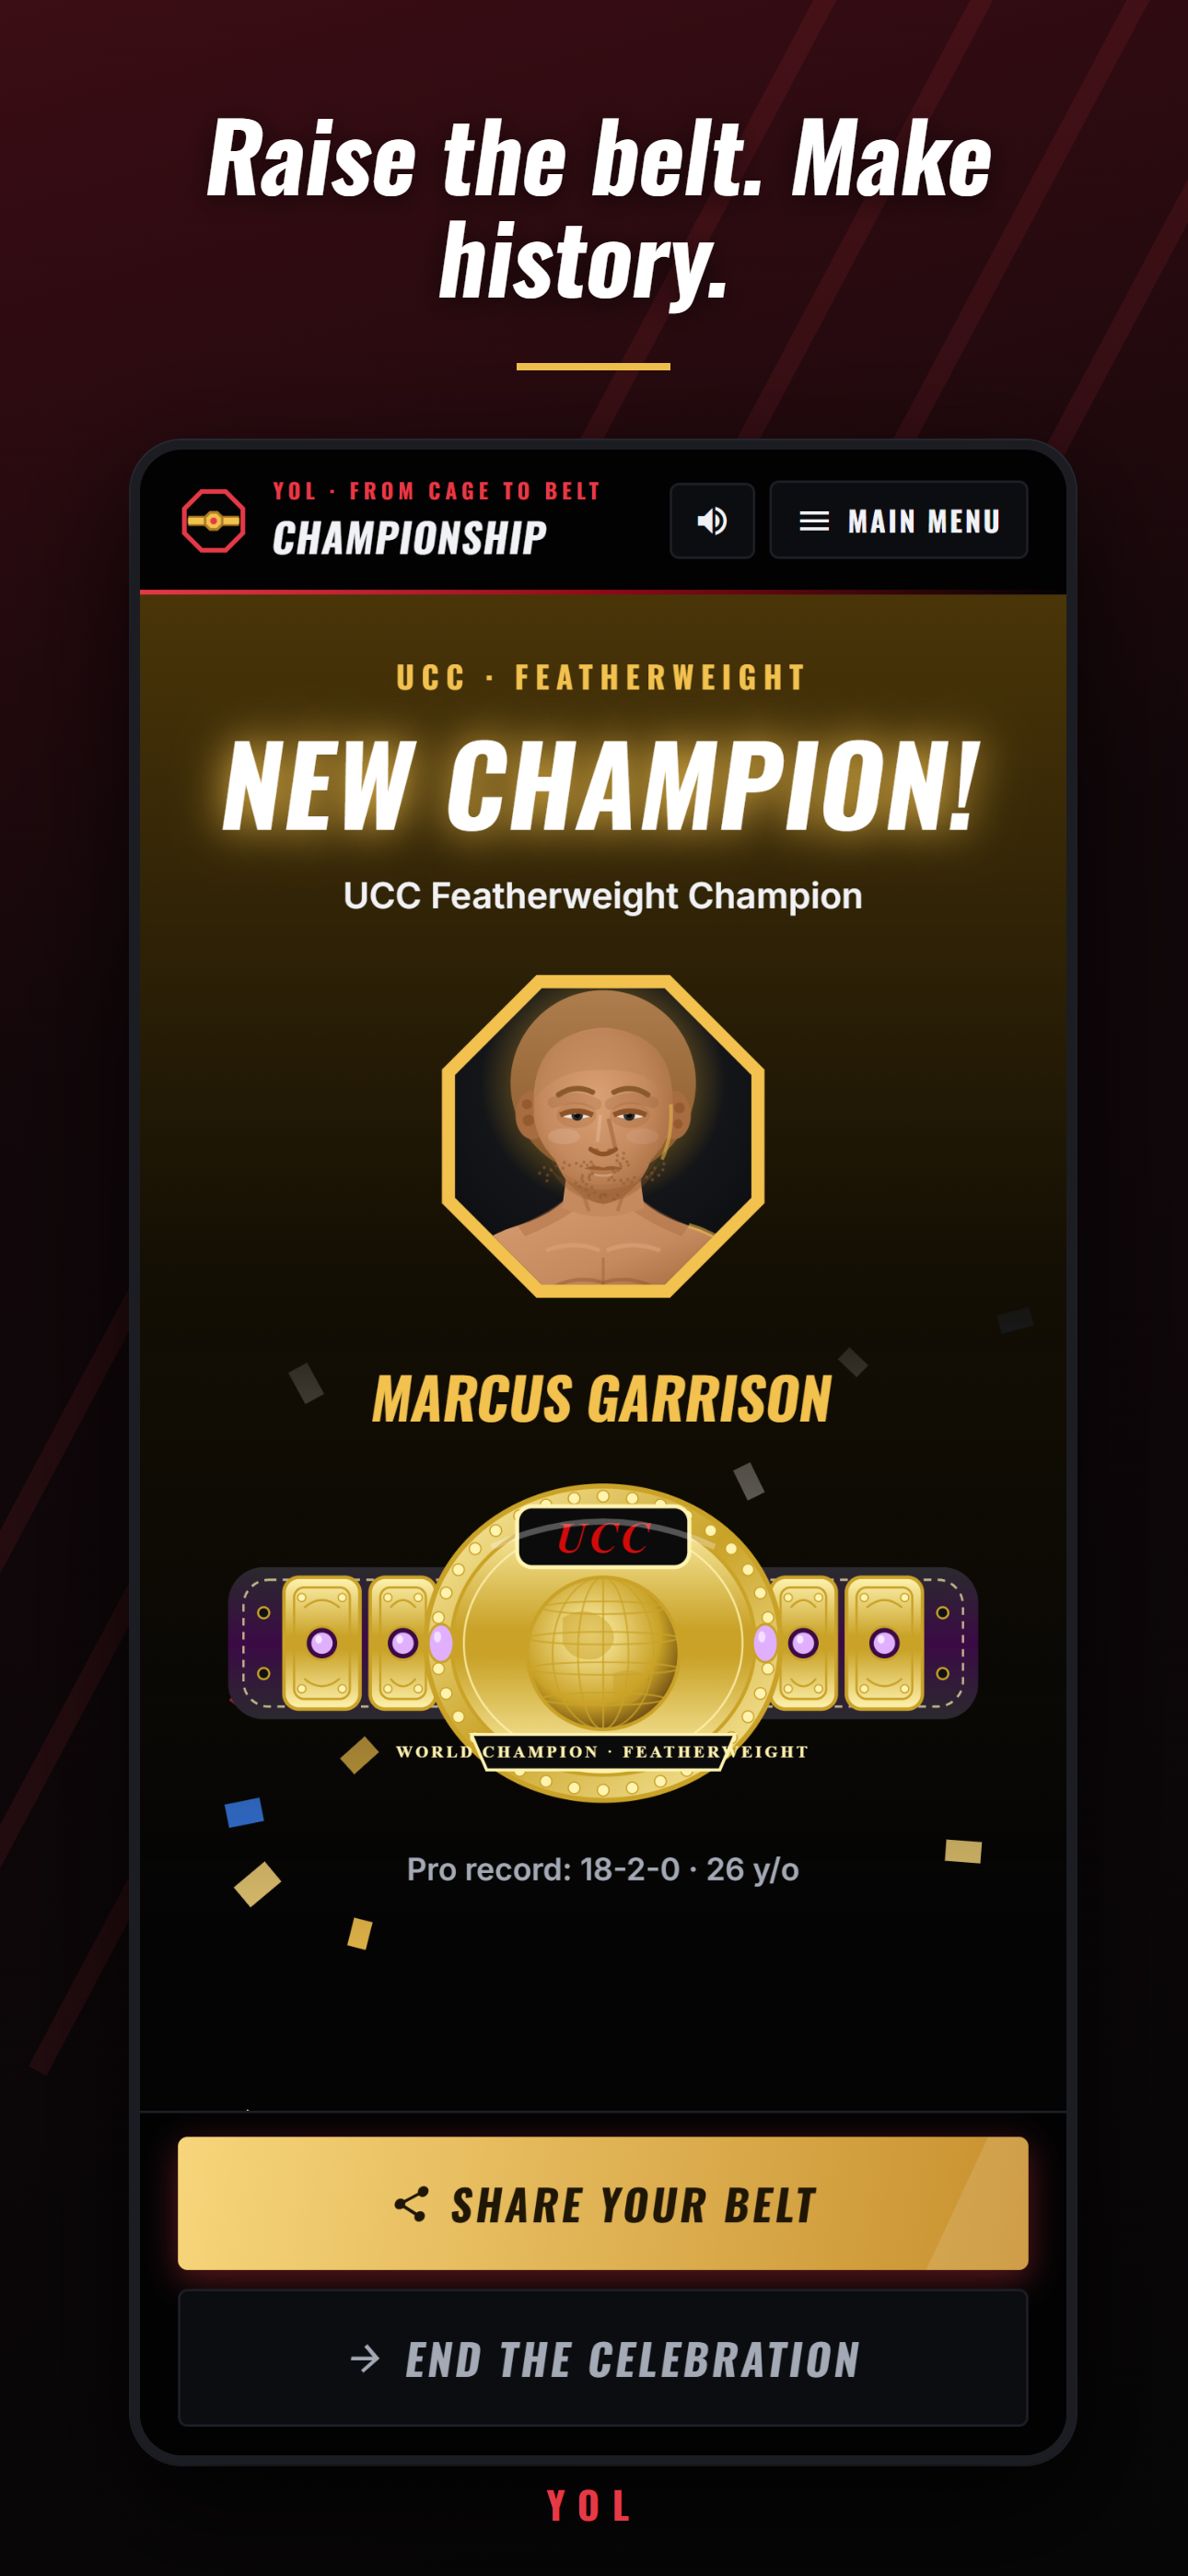 Raise the belt. Make
history.
YOL · FROM CAGE TO BELT
CHAMPIONSHIP
MAIN MENU
UCC · FEATHERWEIGHT
NEW CHAMPION!
UCC Featherweight Champion
MARCUS GARRISON
UCC
WORLD CHAMPION · FEATHERWEIGHT
Pro record: 18-2-0 · 26 y/o
SHARE YOUR BELT
END THE CELEBRATION
YOL